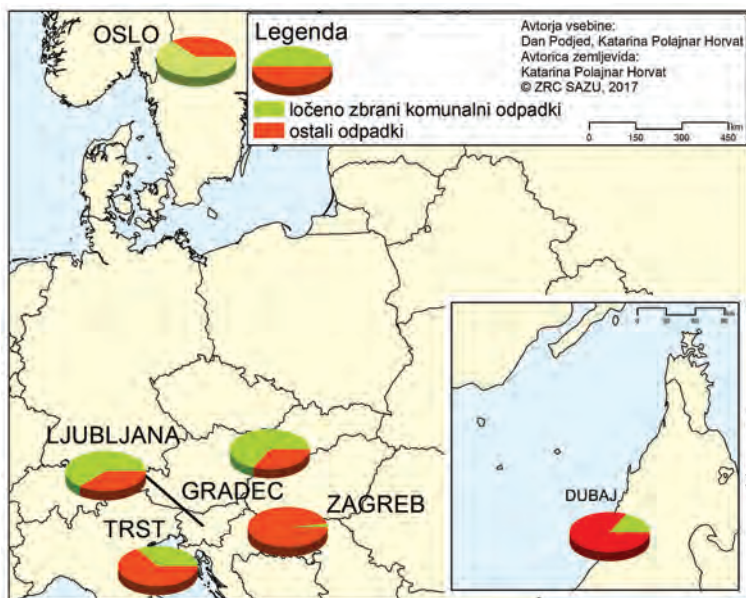 OSLO
Legenda
ločeno zbrani komunalni odpadki
ostali odpadki
Avtorja vsebine:
Dan Podjed, Katarina Polajnar Horvat
Avtorica zemljevida:
Katarina Polajnar Horvat
© ZRC SAZU, 2017
km
0 150 300 450
LJUBLJANA
GRADEC
ZAGREB
TRST
0
DUBAJ